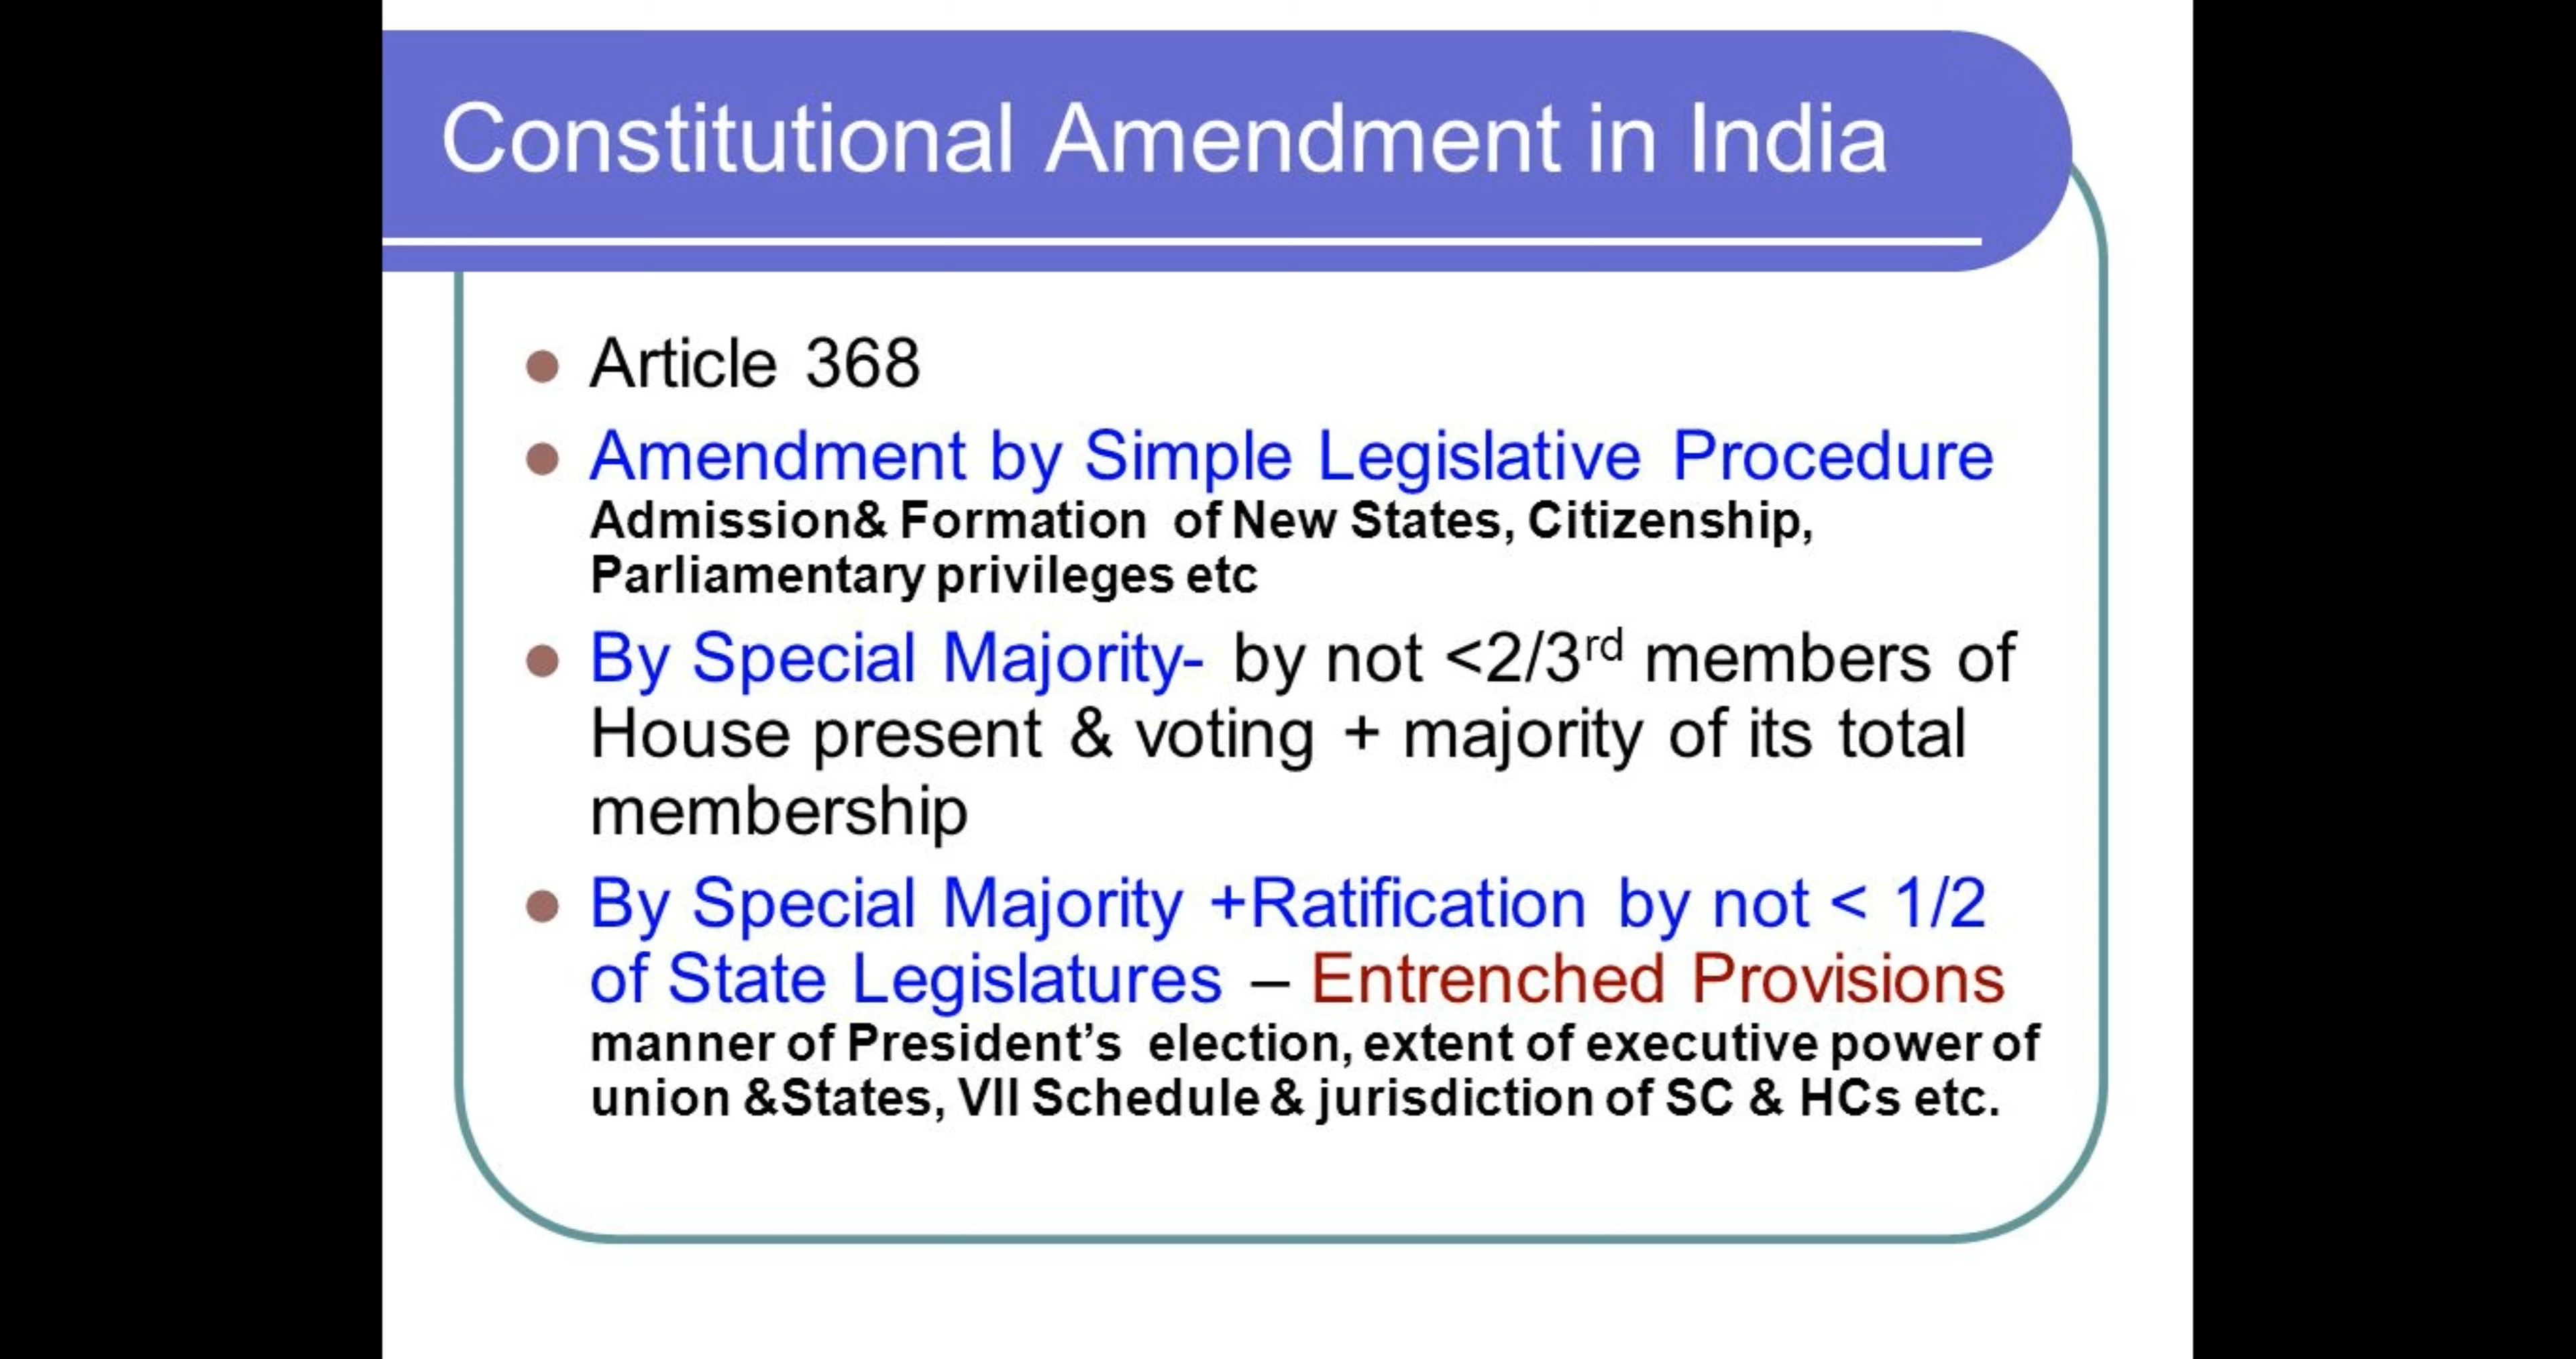 Constitutional Amendment in India
Article 368
Amendment by Simple Legislative Procedure
Admission& Formation of New States, Citizenship,
Parliamentary privileges etc
By Special Majority- by not <2/3rd members of
House present & voting + majority of its total
membership
By Special Majority +Ratification by not < 1/2
of State Legislatures – Entrenched Provisions
manner of President’s election, extent of executive power of
union &States, VII Schedule & jurisdiction of SC & HCs etc.